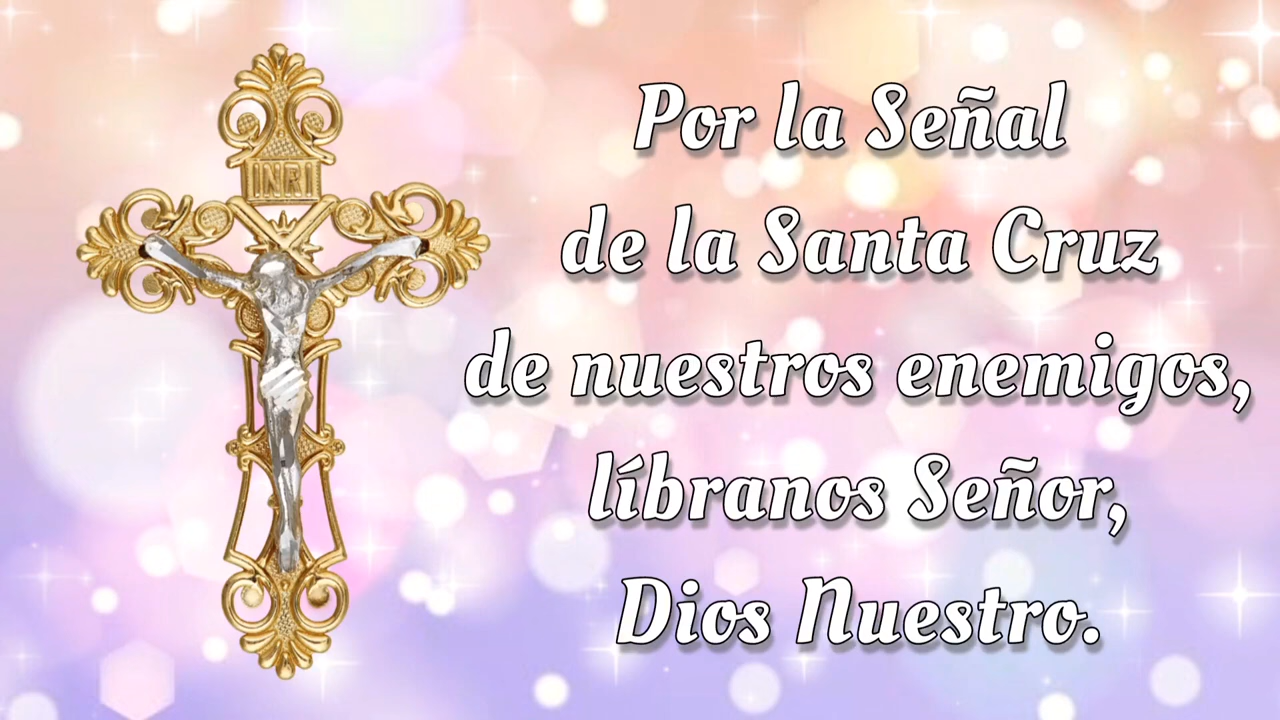 INRI
Por la Señal
de la Santa Cruz
de nuestros enemigos,
líbranos Señor,
Dios Nuestro.